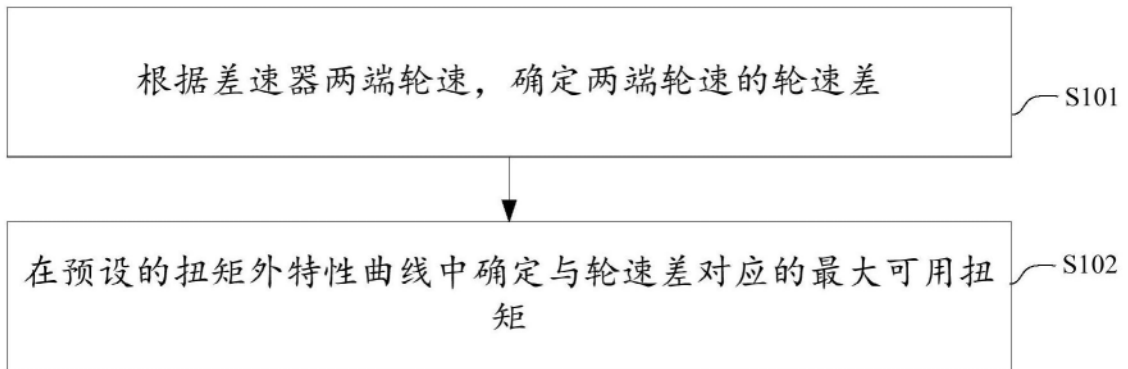 根据差速器两端轮速，确定两端轮速的轮速差
S101
在预设的扭矩外特性曲线中确定与轮速差对应的最大可用扭
矩
S102